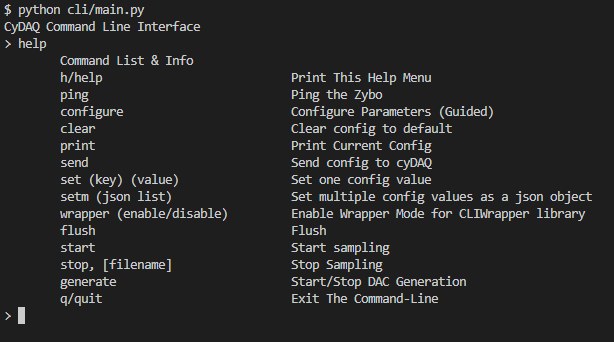 $ python cli/main.py
CyDAQ Command Line Interface
> help
Command List & Info
h/help Print This Help Menu
ping Ping the Zybo
configure Configure Parameters (Guided)
clear Clear config to default
print Print Current Config
send Send config to cyDAQ
set (key) (value) Set one config value
setm (json list) Set multiple config values as a json object
wrapper (enable/disable) Enable Wrapper Mode for CLIWrapper library
flush Flush
start Start sampling
stop, [filename] Stop Sampling
generate Start/Stop DAC Generation
q/quit Exit The Command-Line
>